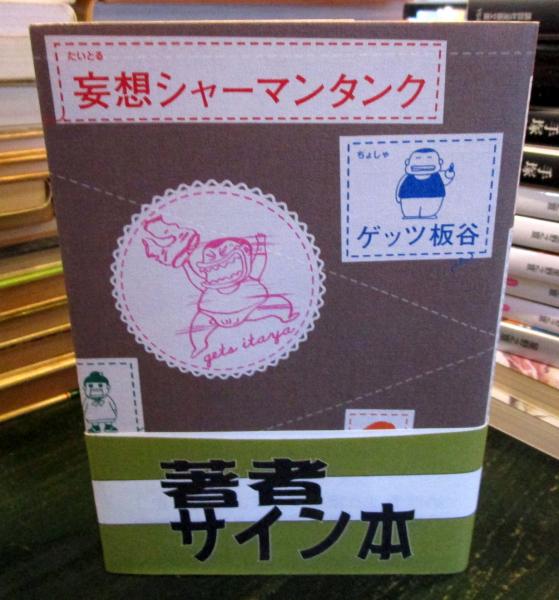 たいとる
妄想シャーマンタンク
ちょしゃ
ゲッツ板谷
gets itaya
著者
サイン本